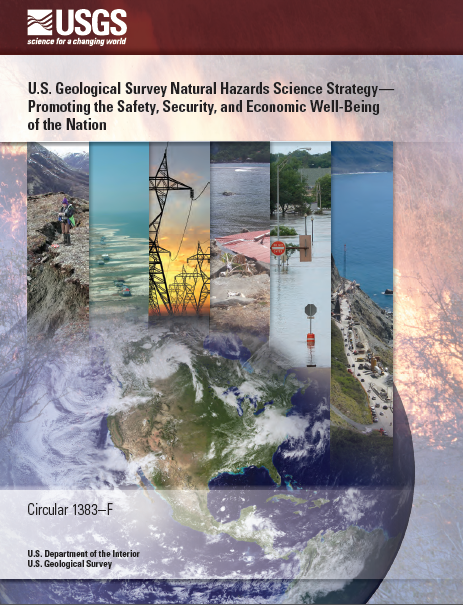 USGS
science for a changing world
U.S. Geological Survey Natural Hazards Science Strategy—
Promoting the Safety, Security, and Economic Well-Being
of the Nation
Circular 1383–F
U.S. Department of the Interior
U.S. Geological Survey